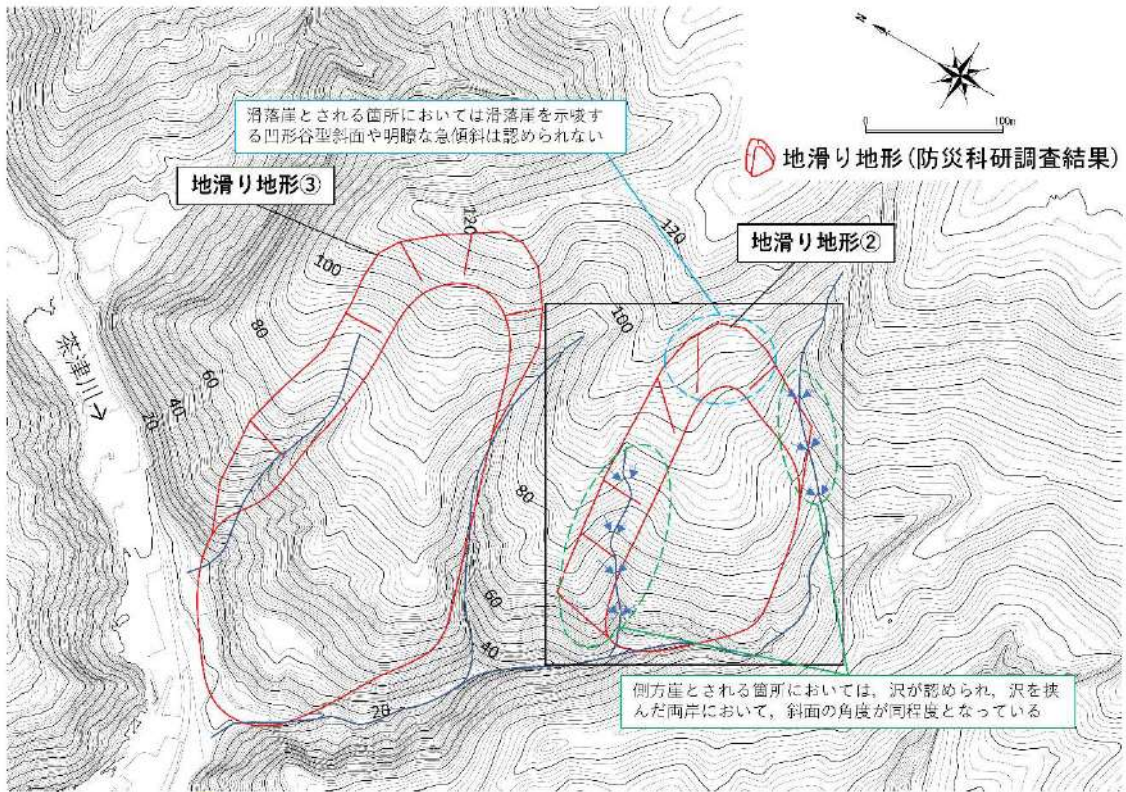 N
0 100m
滑落崖とされる箇所においては滑落崖を示唆す
る凹形谷型斜面や明瞭な急傾斜は認められない
地滑り地形(防災科研調査結果)
地滑り地形③
地滑り地形②
120
120
100
100
80
60
40
20
茶津川→
80
60
40
20
側方崖とされる箇所においては，沢が認められ，沢を挟
んだ両岸において，斜面の角度が同程度となっている